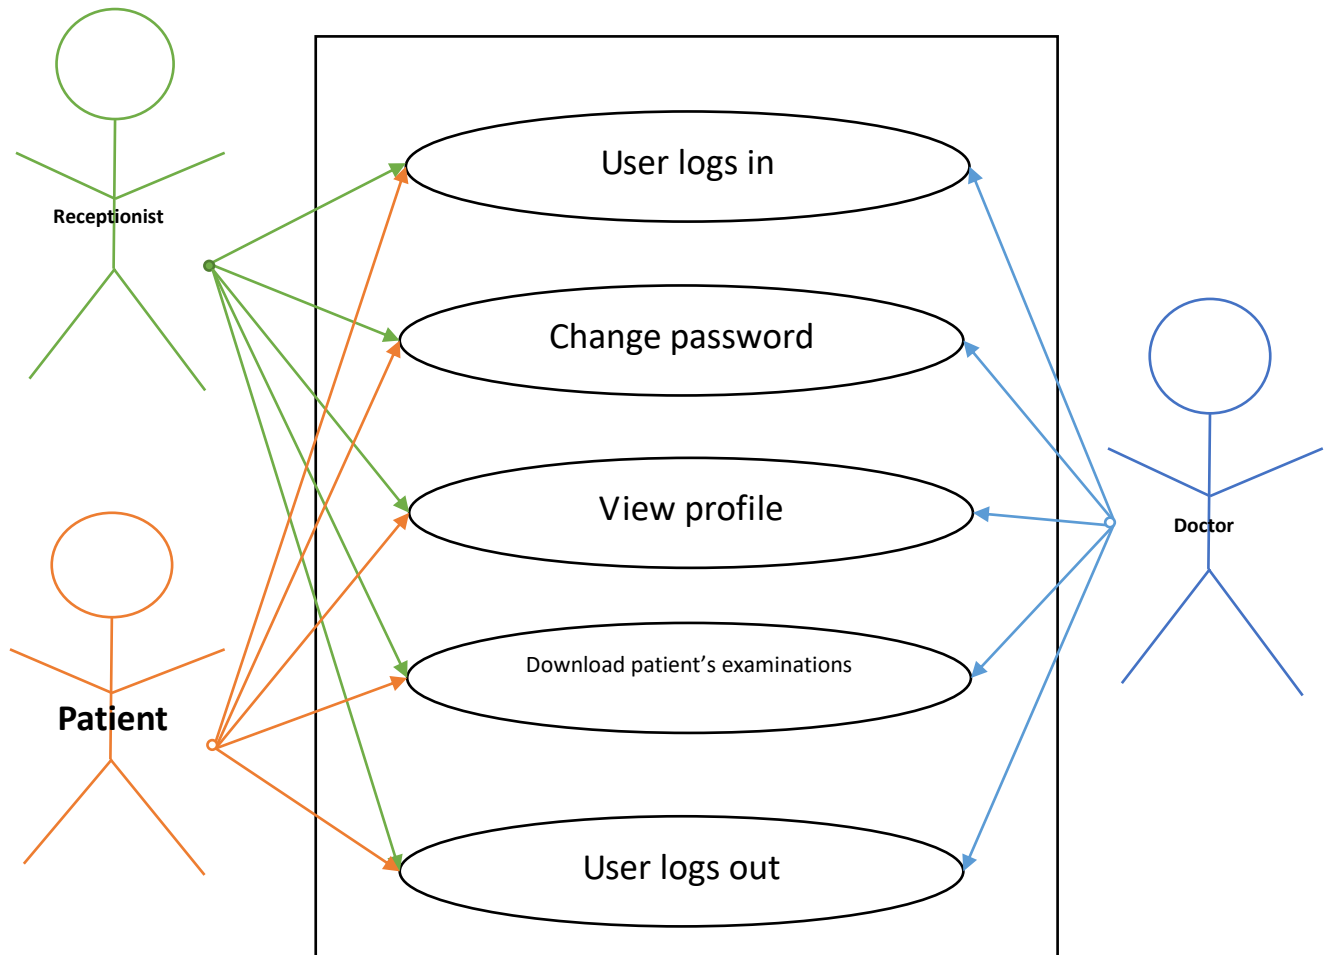 User logs in
Receptionist
Change password
View profile
Doctor
Download patient’s examinations
Patient
User logs out